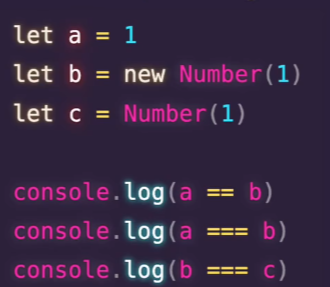 let a = 1
let b = new Number(1)
let c = Number(1)
console.log(a == b)
console.log(a === b)
console.log(b === c)